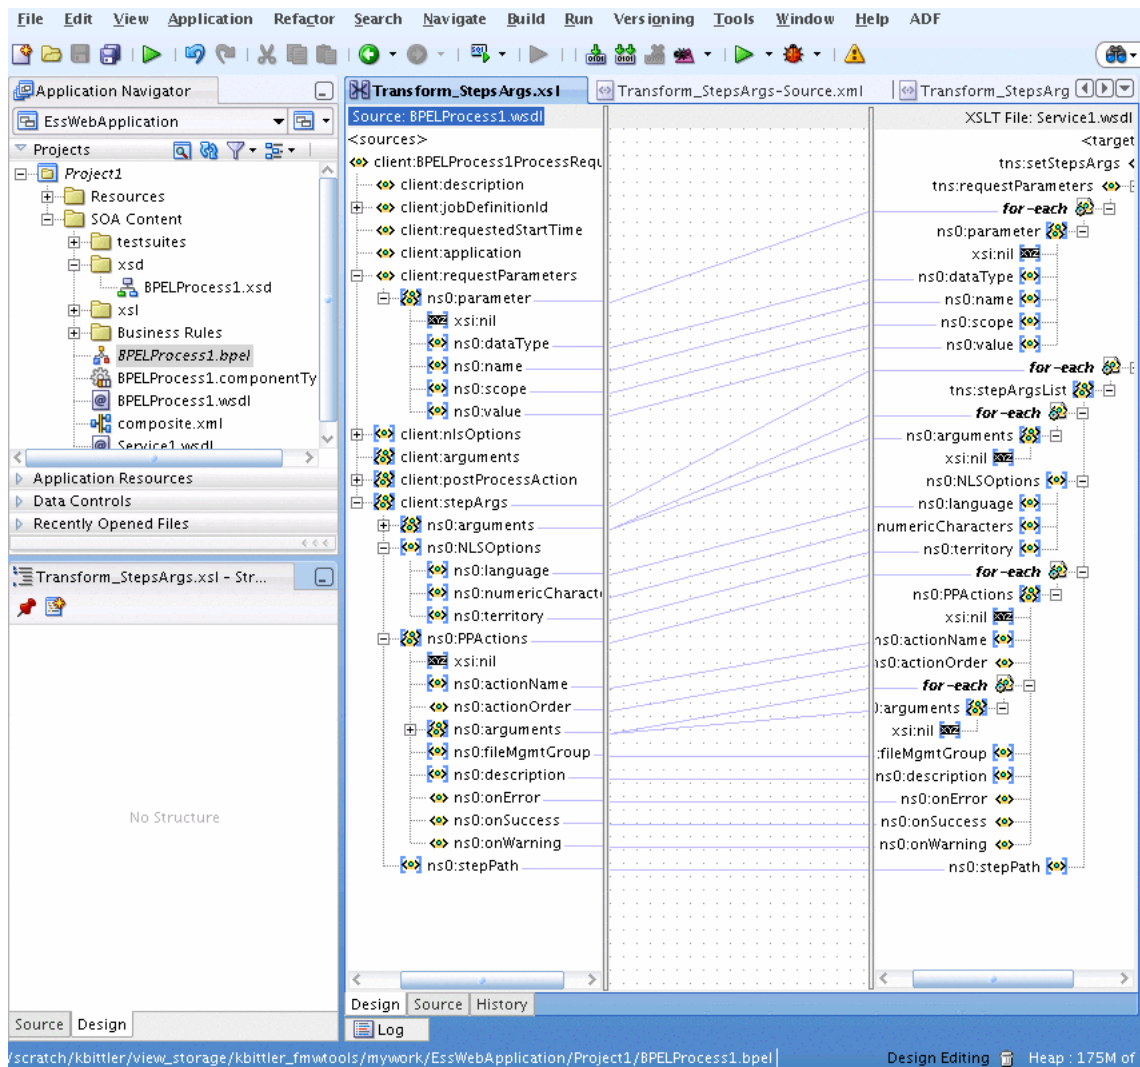 File Edit View Application Refactor Search Navigate Build Run Versioning Tools Window Help ADF
Application Navigator
EssWebApplication
Projects
Project1
Resources
SOA Content
testsuites
xsd
BPELProcess1.xsd
xsl
Business Rules
BPELProcess1.bpel
BPELProcess1.componentTy
BPELProcess1.wsdl
composite.xml
Service1.wsdl
Application Resources
Data Controls
Recently Opened Files
Transform_StepsArgs.xsl - Str...
No Structure
Source Design
Transform_StepsArgs.xsl Transform_StepsArgs-Source.xml Transform_StepsArg
Source: BPELProcess1.wsdl
<sources>
client:BPELProcess1ProcessRequ
client:description
client:jobDefinitionId
client:requestedStartTime
client:application
client:requestParameters
ns0:parameter
xsi:nil
ns0:dataType
ns0:name
ns0:scope
ns0:value
client:nlsOptions
client:arguments
client:postProcessAction
client:stepArgs
ns0:arguments
ns0:NLSOptions
ns0:language
ns0:numericCharact
ns0:territory
ns0:PPActions
xsi:nil
ns0:actionName
ns0:actionOrder
ns0:arguments
ns0:fileMgmtGroup
ns0:description
ns0:onError
ns0:onSuccess
ns0:onWarning
ns0:stepPath
XSLT File: Service1.wsdl
<target
tns:setStepsArgs
tns:requestParameters
for-each
ns0:parameter
xsi:nil
ns0:dataType
ns0:name
ns0:scope
ns0:value
for-each
tns:stepArgsList
for-each
ns0:arguments
xsi:nil
ns0:NLSOptions
ns0:language
numericCharacters
ns0:territory
for-each
ns0:PPActions
xsi:nil
ns0:actionName
ns0:actionOrder
for-each
):arguments
xsi:nil
:fileMgmtGroup
ns0:description
ns0:onError
ns0:onSuccess
ns0:onWarning
ns0:stepPath
Design Source History
Log
/scratch/kbittler/view_storage/kbittler_fmwtools/mywork/EssWebApplication/Project1/BPELProcess1.bpel
Design Editing Heap : 175M of